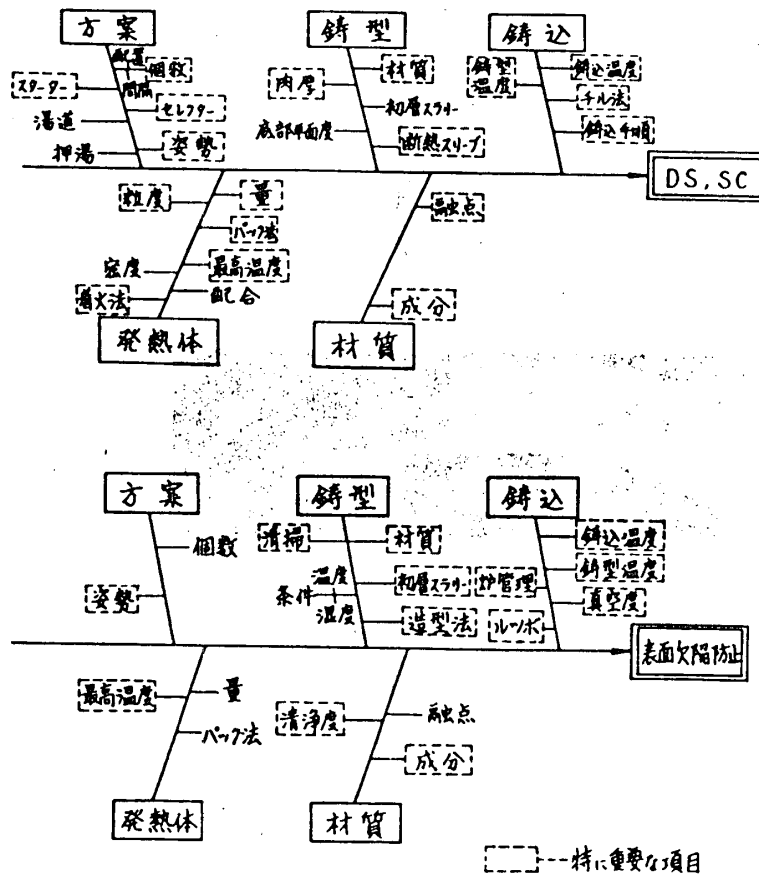 方案
鋳型
鋳込
配置
個数
間隔
スターター
セレクター
湯道
押湯
姿勢
材質
肉厚
初層スラリー
底部平面度
断熱スリーブ
鋳型温度
鋳込温度
チル法
鋳込手順
DS,SC
粒度
量
パック法
密度
最高温度
着火法
配合
発熱体
融点
成分
材質
方案
鋳型
鋳込
個数
姿勢
清掃
材質
条件
温度
湿度
初層スラリー
造型法
鋳込温度
鋳型温度
炉管理
真空度
ルツボ
表面欠陥防止
最高温度
量
パック法
発熱体
清浄度
融点
成分
材質
---特に重要な項目